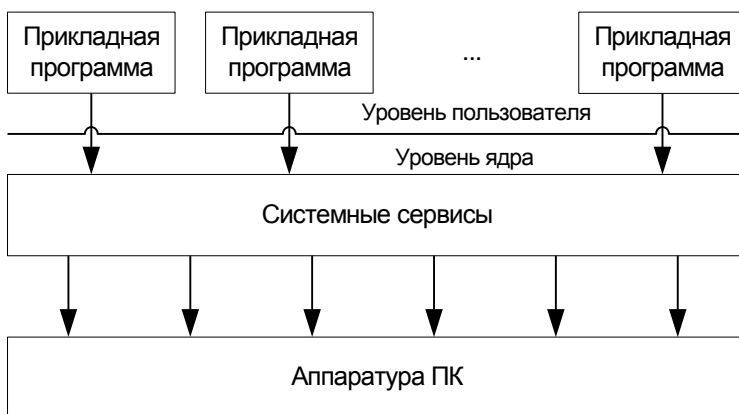 Прикладная
программа
Прикладная
программа
...
Прикладная
программа
Уровень пользователя
Уровень ядра
Системные сервисы
Аппаратура ПК